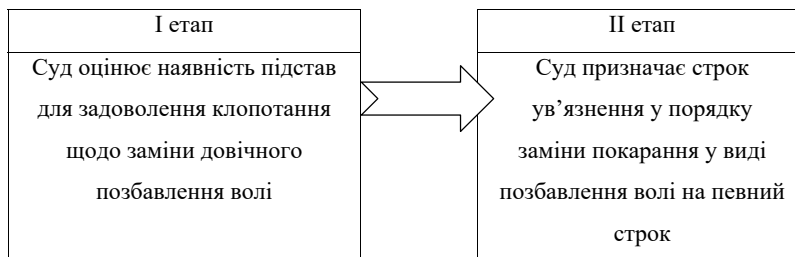 І етап
Суд оцінює наявність підстав
для задоволення клопотання
щодо заміни довічного
позбавлення волі
ІІ етап
Суд призначає строк
ув’язнення у порядку
заміни покарання у виді
позбавлення волі на певний
строк